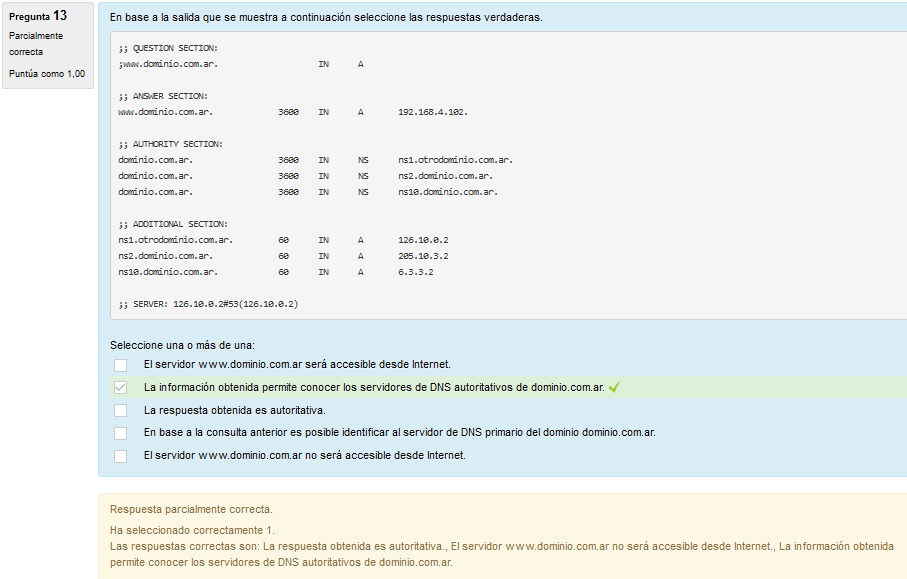 Pregunta 13
Parcialmente
correcta
Puntúa como 1,00
En base a la salida que se muestra a continuación seleccione las respuestas verdaderas.
;; QUESTION SECTION:
;www.dominio.com.ar. IN A
;; ANSWER SECTION:
www.dominio.com.ar. 3600 IN A 192.168.4.102.
;; AUTHORITY SECTION:
dominio.com.ar. 3600 IN NS ns1.otrodominio.com.ar.
dominio.com.ar. 3600 IN NS ns2.dominio.com.ar.
dominio.com.ar. 3600 IN NS ns10.dominio.com.ar.
;; ADDITIONAL SECTION:
ns1.otrodominio.com.ar. 60 IN A 126.10.0.2
ns2.dominio.com.ar. 60 IN A 205.10.3.2
ns10.dominio.com.ar. 60 IN A 6.3.3.2
;; SERVER: 126.10.0.2#53(126.10.0.2)
Seleccione una o más de una:
El servidor www.dominio.com.ar será accesible desde Internet.
La información obtenida permite conocer los servidores de DNS autoritativos de dominio.com.ar.
La respuesta obtenida es autoritativa.
En base a la consulta anterior es posible identificar al servidor de DNS primario del dominio dominio.com.ar.
El servidor www.dominio.com.ar no será accesible desde Internet.
Respuesta parcialmente correcta.
Ha seleccionado correctamente 1.
Las respuestas correctas son: La respuesta obtenida es autoritativa., El servidor www.dominio.com.ar no será accesible desde Internet., La información obtenida
permite conocer los servidores de DNS autoritativos de dominio.com.ar.